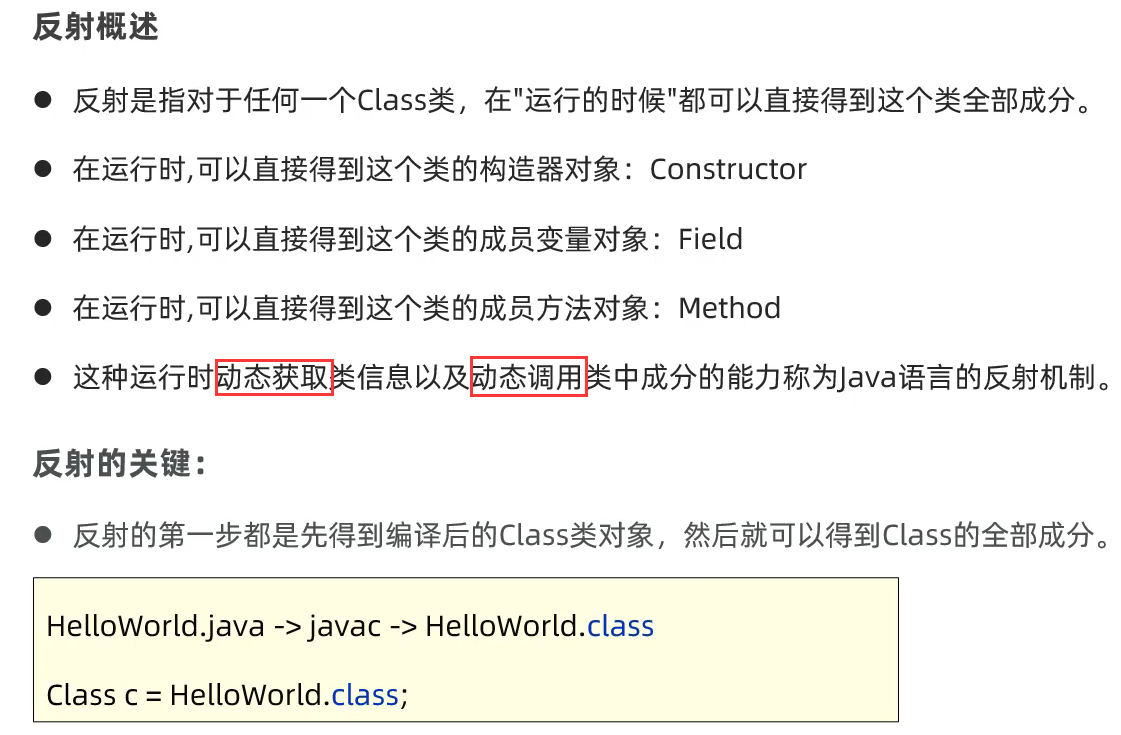 反射概述
● 反射是指对于任何一个Class类，在"运行的时候"都可以直接得到这个类全部成分。
● 在运行时,可以直接得到这个类的构造器对象：Constructor
● 在运行时,可以直接得到这个类的成员变量对象：Field
● 在运行时,可以直接得到这个类的成员方法对象：Method
● 这种运行时动态获取类信息以及动态调用类中成分的能力称为Java语言的反射机制。
反射的关键：
● 反射的第一步都是先得到编译后的Class类对象，然后就可以得到Class的全部成分。
HelloWorld.java -> javac -> HelloWorld.class
Class c = HelloWorld.class;